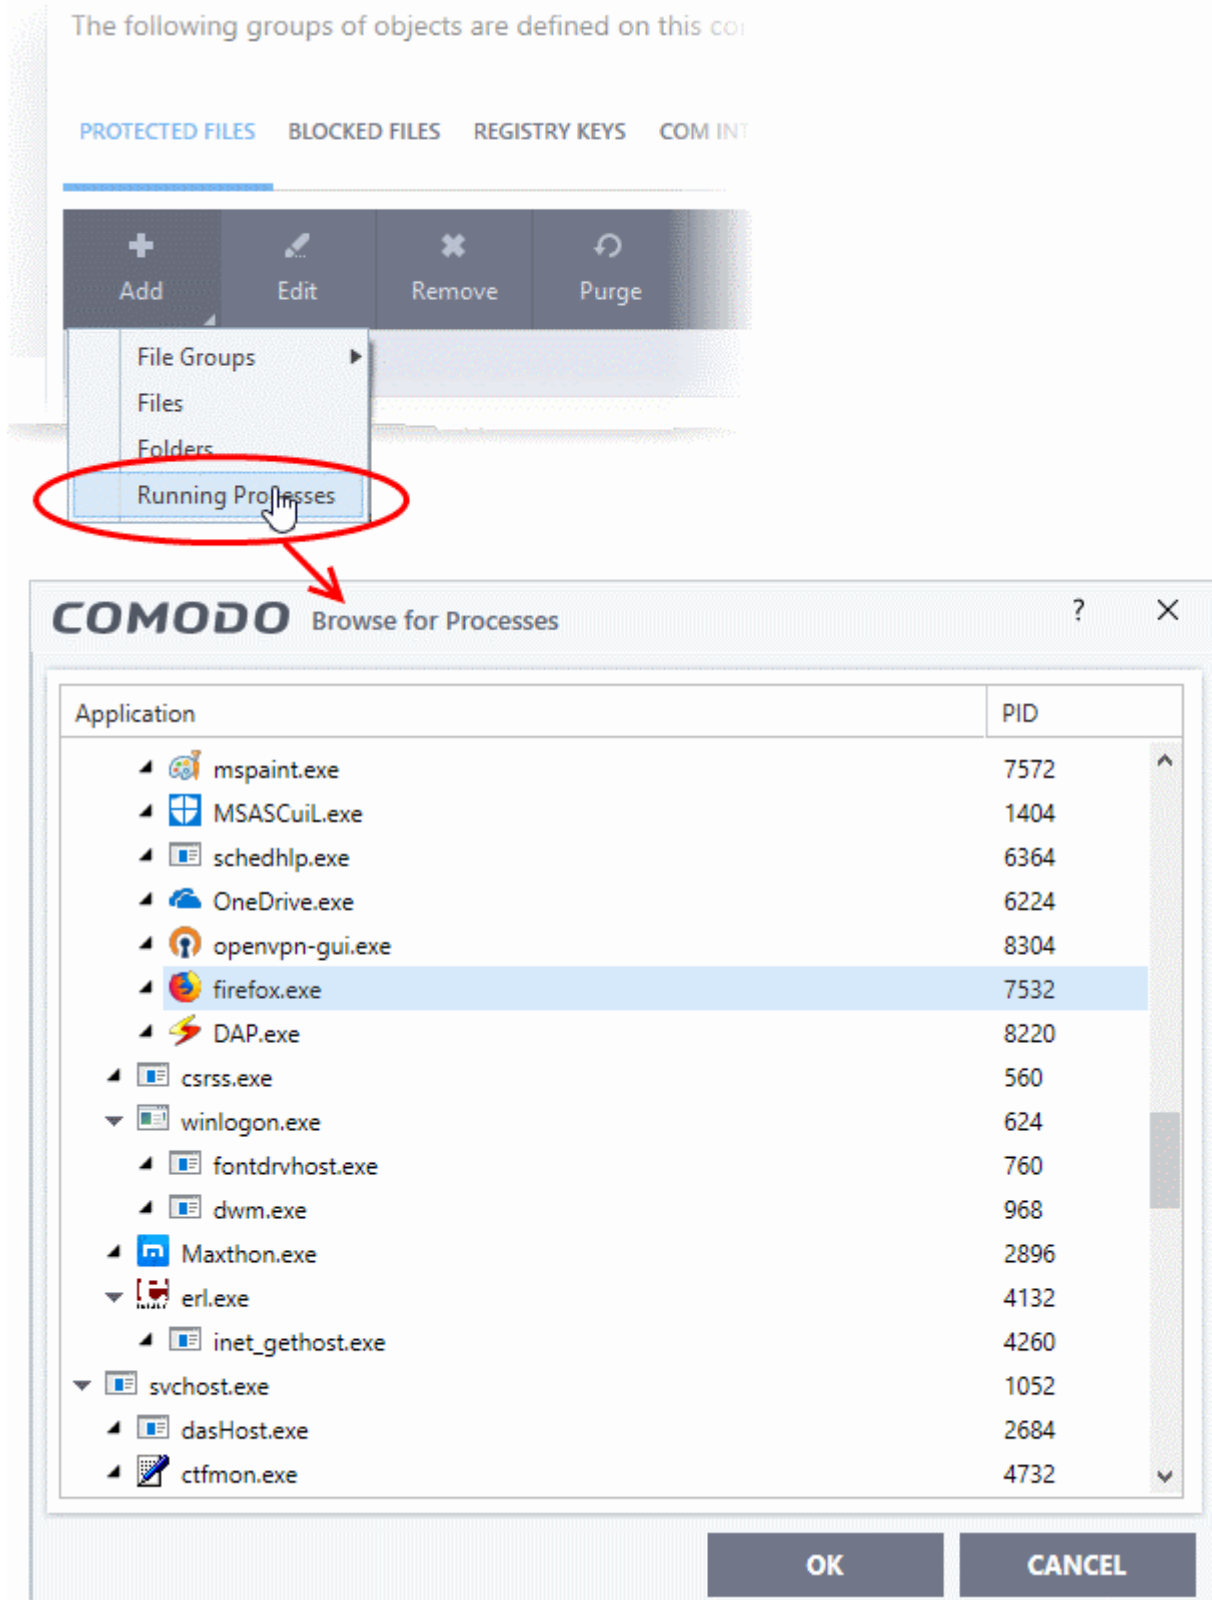 The following groups of objects are defined on this
PROTECTED FILES BLOCKED FILES REGISTRY KEYS COM
Add Edit Remove Purge
File Groups
Files
Folders
Running Processes
COMODO Browse for Processes ?
Application PID
mspaint.exe 7572
MSASCuiL.exe 1404
schedhlp.exe 6364
OneDrive.exe 6224
openvpn-gui.exe 8304
firefox.exe 7532
DAP.exe 8220
csrss.exe 560
winlogon.exe 624
fontdrvhost.exe 760
dwm.exe 968
Maxthon.exe 2896
erl.exe 4132
inet_gethost.exe 4260
svchost.exe 1052
dasHost.exe 2684
ctfmon.exe 4732
OK CANCEL